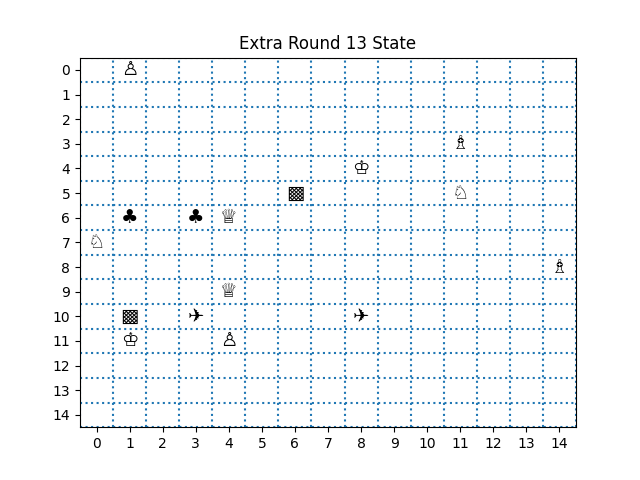 Extra Round 13 State
0 ♙
1
2
3 ♗
4 ♔
5 ▩ ♘
6 ♣ ♣ ♕
7 ♘
8 ♗
9 ♕
10 ▩ ✈ ✈
11 ♔ ♙
12
13
14
0 1 2 3 4 5 6 7 8 9 10 11 12 13 14